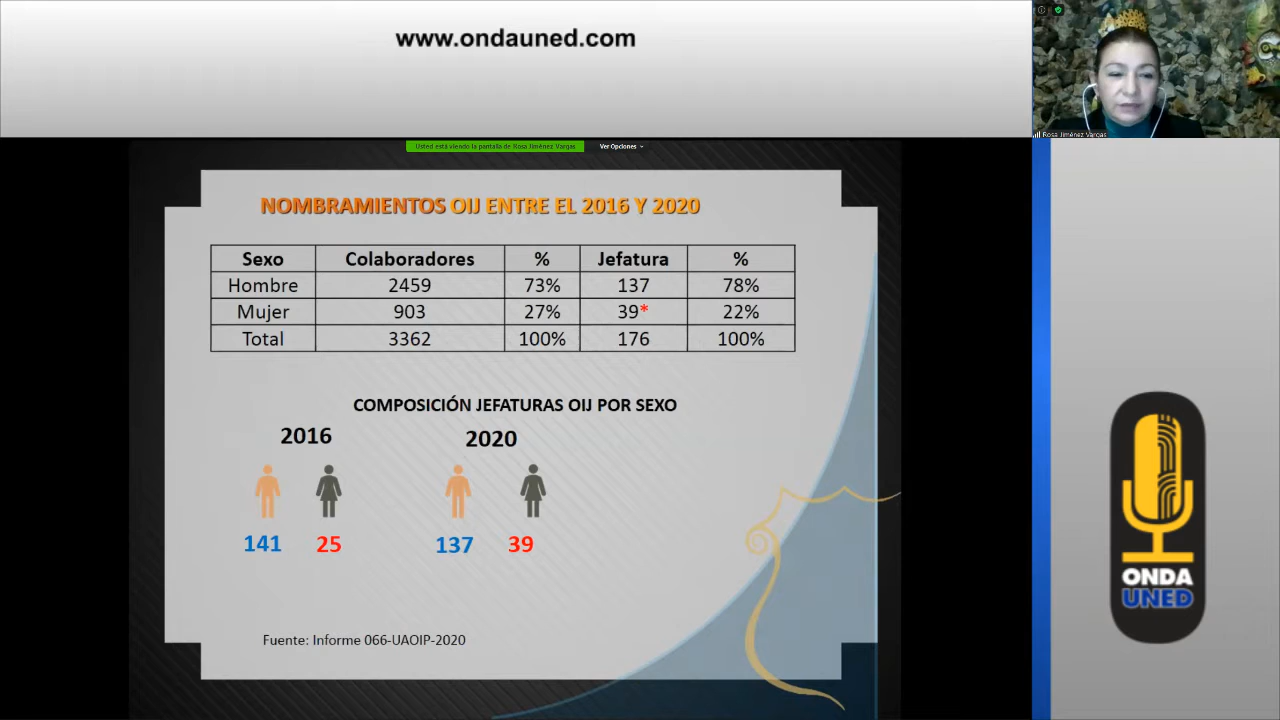 www.ondauned.com
Rosa Jiménez Vargas
Usted está viendo la pantalla de Rosa Jiménez Vargas
Ver Opciones
NOMBRAMIENTOS OIJ ENTRE EL 2016 Y 2020
Sexo Colaboradores % Jefatura %
Hombre 2459 73% 137 78%
Mujer 903 27% 39* 22%
Total 3362 100% 176 100%
COMPOSICIÓN JEFATURAS OIJ POR SEXO
2016 2020
141 25 137 39
Fuente: Informe 066-UAOIP-2020
ONDA
UNED